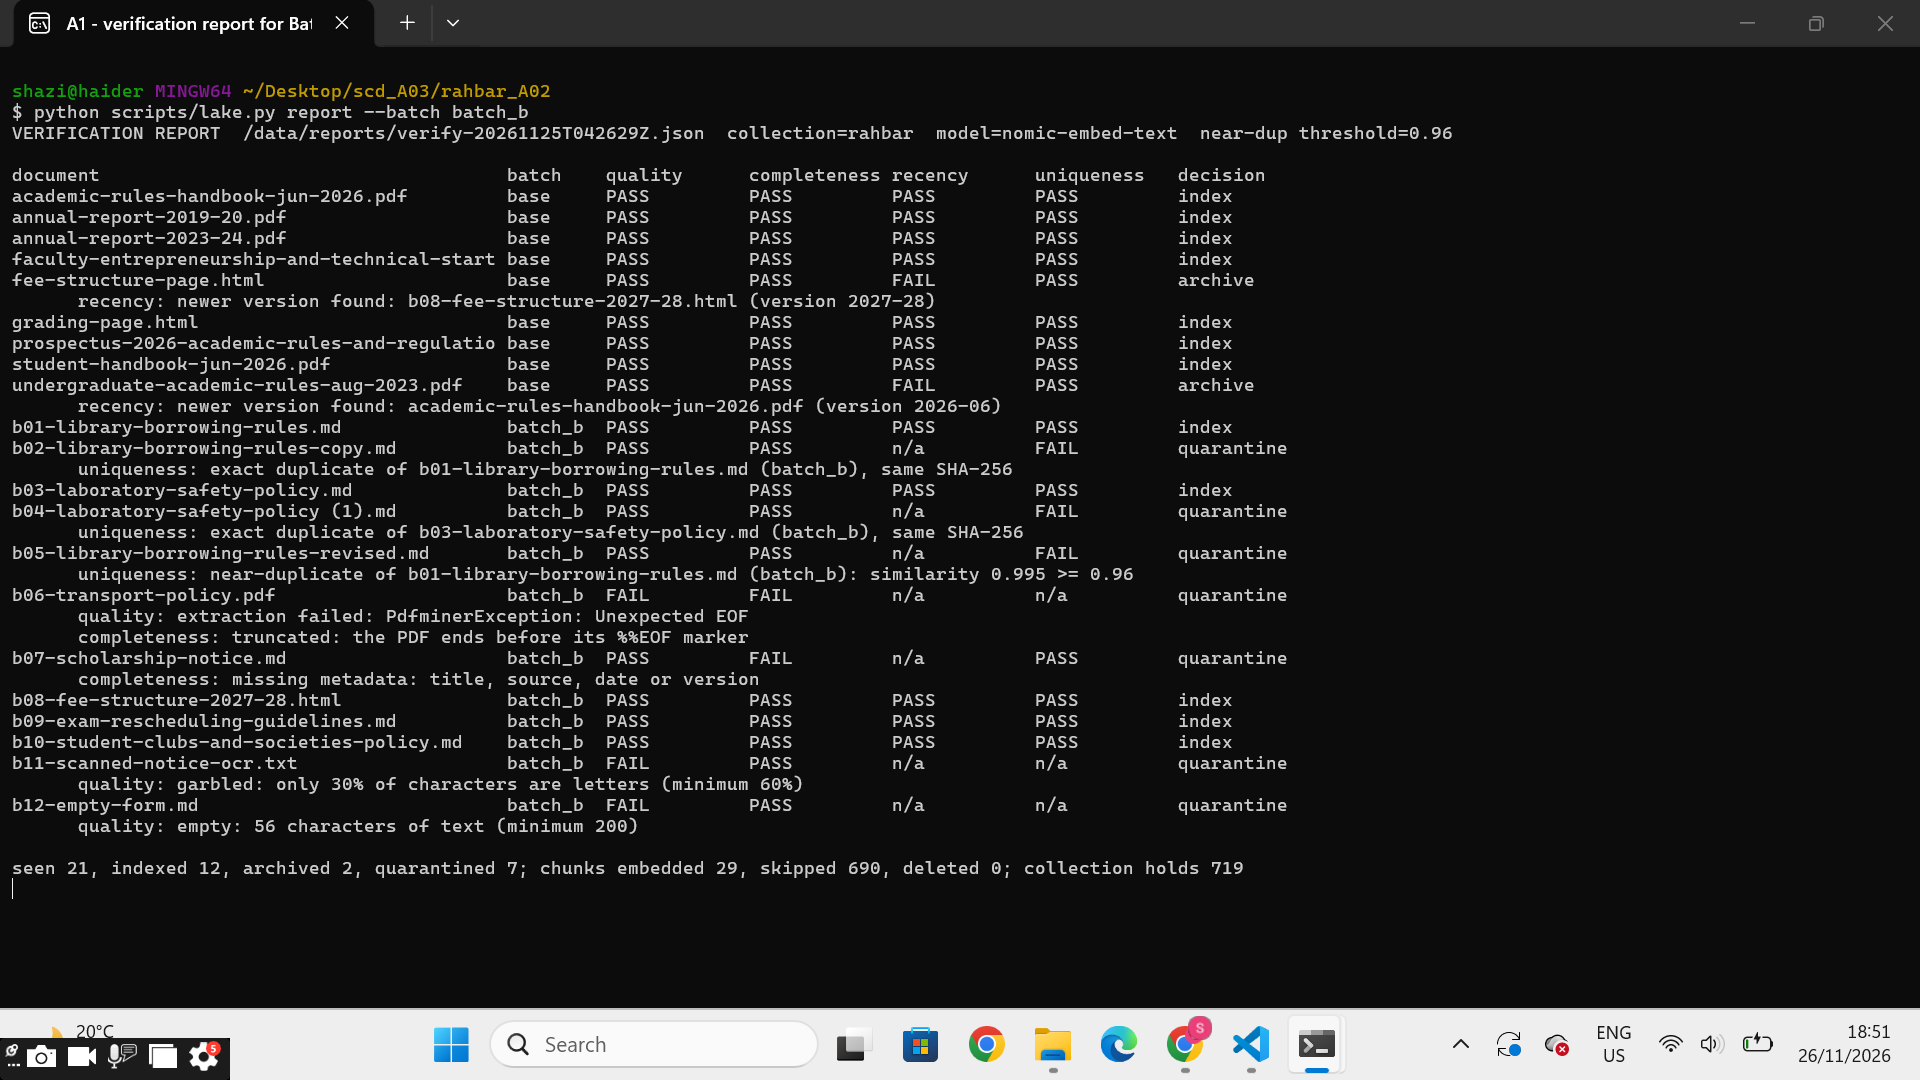 A1 - verification report for Bat
shazi@haider MINGW64 ~/Desktop/scd_A03/rahbar_A02
$ python scripts/lake.py report --batch batch_b
VERIFICATION REPORT  /data/reports/verify-20261125T042629Z.json  collection=rahbar  model=nomic-embed-text  near-dup threshold=0.96
document batch quality completeness recency uniqueness decision
academic-rules-handbook-jun-2026.pdf base PASS PASS PASS PASS index
annual-report-2019-20.pdf base PASS PASS PASS PASS index
annual-report-2023-24.pdf base PASS PASS PASS PASS index
faculty-entrepreneurship-and-technical-start base PASS PASS PASS PASS index
fee-structure-page.html base PASS PASS FAIL PASS archive
recency: newer version found: b08-fee-structure-2027-28.html (version 2027-28)
grading-page.html base PASS PASS PASS PASS index
prospectus-2026-academic-rules-and-regulatio base PASS PASS PASS PASS index
student-handbook-jun-2026.pdf base PASS PASS PASS PASS index
undergraduate-academic-rules-aug-2023.pdf base PASS PASS FAIL PASS archive
recency: newer version found: academic-rules-handbook-jun-2026.pdf (version 2026-06)
b01-library-borrowing-rules.md batch_b PASS PASS PASS PASS index
b02-library-borrowing-rules-copy.md batch_b PASS PASS n/a FAIL quarantine
uniqueness: exact duplicate of b01-library-borrowing-rules.md (batch_b), same SHA-256
b03-laboratory-safety-policy.md batch_b PASS PASS PASS PASS index
b04-laboratory-safety-policy (1).md batch_b PASS PASS n/a FAIL quarantine
uniqueness: exact duplicate of b03-laboratory-safety-policy.md (batch_b), same SHA-256
b05-library-borrowing-rules-revised.md batch_b PASS PASS n/a FAIL quarantine
uniqueness: near-duplicate of b01-library-borrowing-rules.md (batch_b): similarity 0.995 >= 0.96
b06-transport-policy.pdf batch_b FAIL FAIL n/a n/a quarantine
quality: extraction failed: PdfminerException: Unexpected EOF
completeness: truncated: the PDF ends before its %%EOF marker
b07-scholarship-notice.md batch_b PASS FAIL n/a PASS quarantine
completeness: missing metadata: title, source, date or version
b08-fee-structure-2027-28.html batch_b PASS PASS PASS PASS index
b09-exam-rescheduling-guidelines.md batch_b PASS PASS PASS PASS index
b10-student-clubs-and-societies-policy.md batch_b PASS PASS PASS PASS index
b11-scanned-notice-ocr.txt batch_b FAIL PASS n/a n/a quarantine
quality: garbled: only 30% of characters are letters (minimum 60%)
b12-empty-form.md batch_b FAIL PASS n/a n/a quarantine
quality: empty: 56 characters of text (minimum 200)
seen 21, indexed 12, archived 2, quarantined 7; chunks embedded 29, skipped 690, deleted 0; collection holds 719
20°C
5
Search
S
ENG
US
18:51
26/11/2026